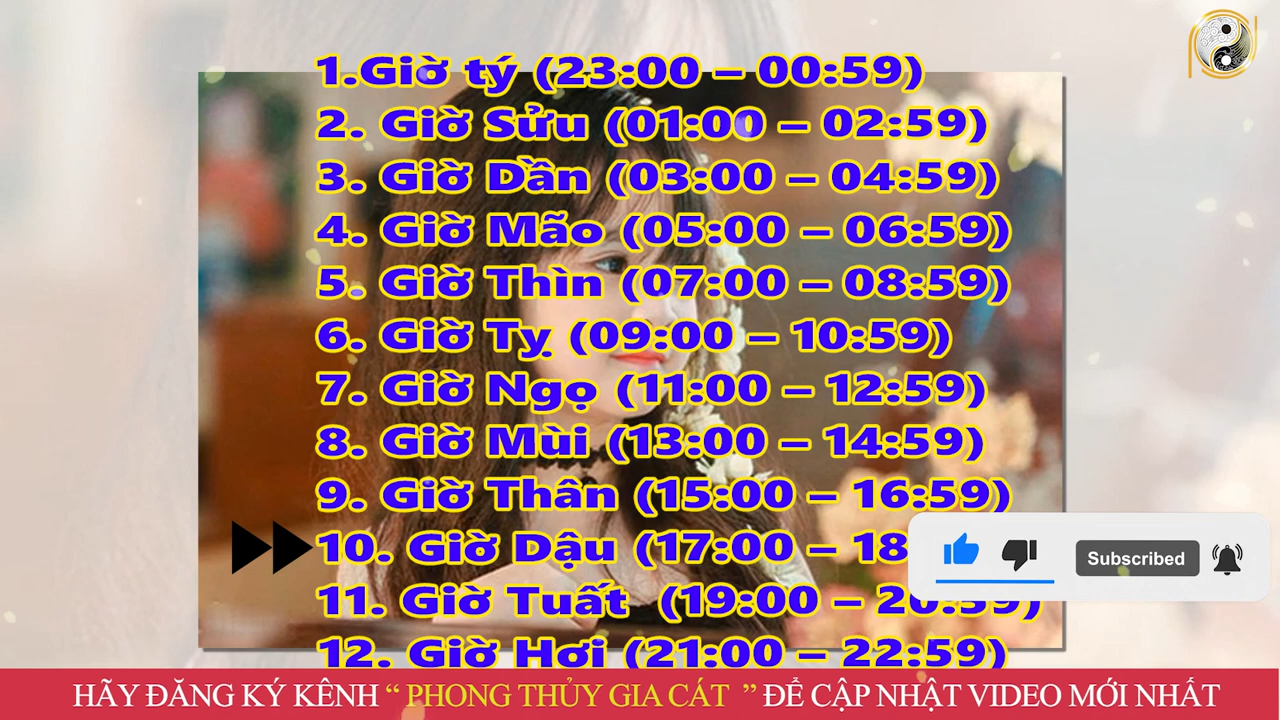 1.Giờ tý (23:00 – 00:59)
2. Giờ Sửu (01:00 – 02:59)
3. Giờ Dần (03:00 – 04:59)
4. Giờ Mão (05:00 – 06:59)
5. Giờ Thìn (07:00 – 08:59)
6. Giờ Tỵ (09:00 – 10:59)
7. Giờ Ngọ (11:00 – 12:59)
8. Giờ Mùi (13:00 – 14:59)
9. Giờ Thân (15:00 – 16:59)
10. Giờ Dậu (17:00 – 18
Subscribed
11. Giờ Tuất (19:00 – 20:59)
12. Giờ Hợi (21:00 – 22:59)
HÃY ĐĂNG KÝ KÊNH “ PHONG THỦY GIA CÁT ” ĐỂ CẬP NHẬT VIDEO MỚI NHẤT